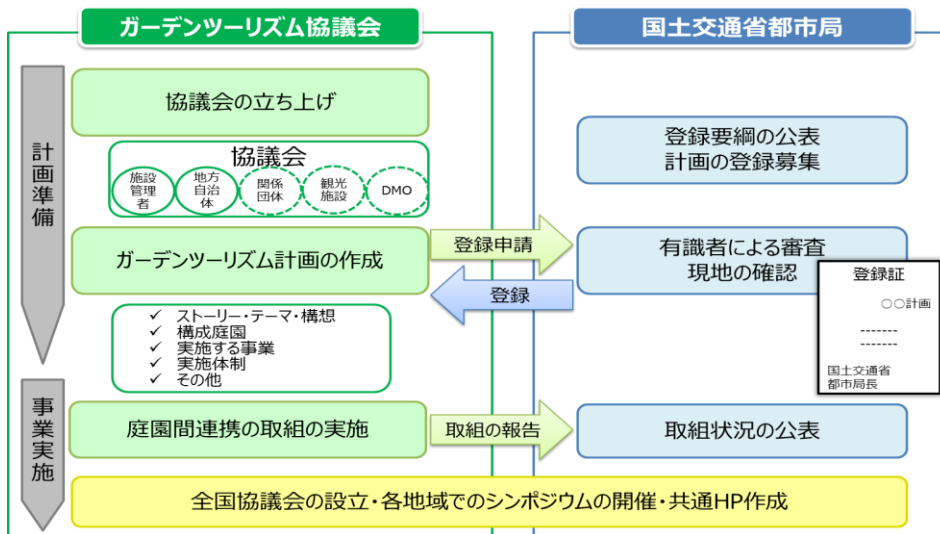 ガーデンツーリズム協議会
国土交通省都市局
計画準備
協議会の立ち上げ
協議会
施設
管理
者
地方
自治
体
関係
団体
観光
施設
DMO
登録要綱の公表
計画の登録募集
ガーデンツーリズム計画の作成
登録申請
登録
有識者による審査
現地の確認
登録証
〇〇計画
-------
-------
国土交通省
都市局長
✓ ストーリー・テーマ・構想
✓ 構成庭園
✓ 実施する事業
✓ 実施体制
✓ その他
事業実施
庭園間連携の取組の実施
取組の報告
取組状況の公表
全国協議会の設立・各地域でのシンポジウムの開催・共通HP作成